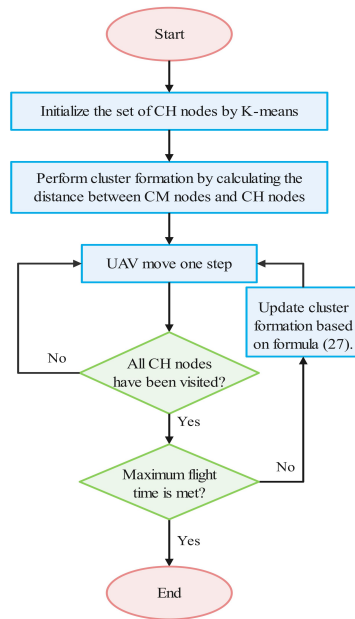 Start
Initialize the set of CH nodes by K-means
Perform cluster formation by calculating the
distance between CM nodes and CH nodes
UAV move one step
Update cluster
formation based
on formula (27).
No
All CH nodes
have been visited?
Yes
No
Maximum flight
time is met?
Yes
End